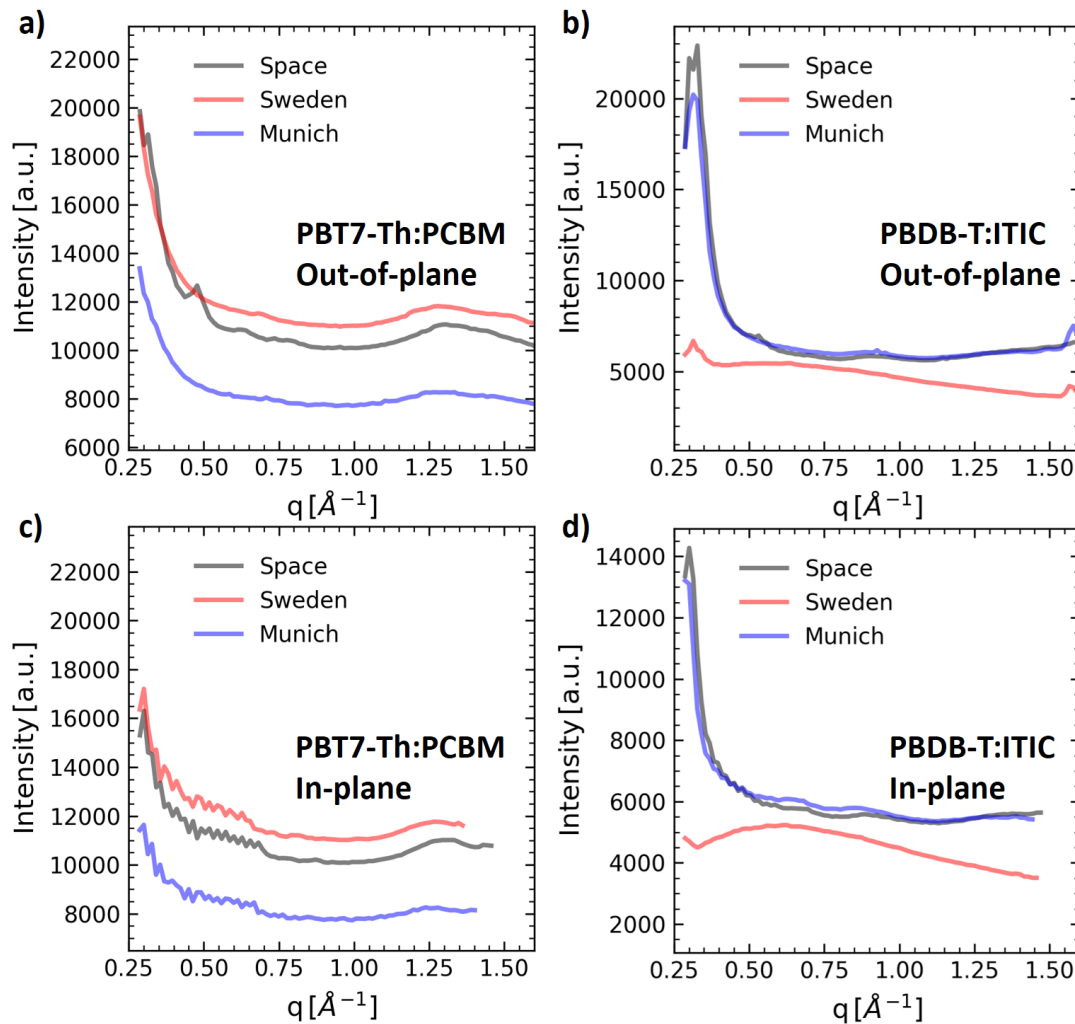 a)
22000
20000
18000
16000
14000
12000
10000
8000
6000
Intensity [a.u.]
Space
Sweden
Munich
PBT7-Th:PCBM
Out-of-plane
0.25 0.50 0.75 1.00 1.25 1.50
q [Å⁻¹]
b)
20000
15000
10000
5000
Intensity [a.u.]
Space
Sweden
Munich
PBDB-T:ITIC
Out-of-plane
0.25 0.50 0.75 1.00 1.25 1.50
q [Å⁻¹]
c)
22000
20000
18000
16000
14000
12000
10000
8000
Intensity [a.u.]
Space
Sweden
Munich
PBT7-Th:PCBM
In-plane
0.25 0.50 0.75 1.00 1.25 1.50
q [Å⁻¹]
d)
14000
12000
10000
8000
6000
4000
2000
Intensity [a.u.]
Space
Sweden
Munich
PBDB-T:ITIC
In-plane
0.25 0.50 0.75 1.00 1.25 1.50
q [Å⁻¹]